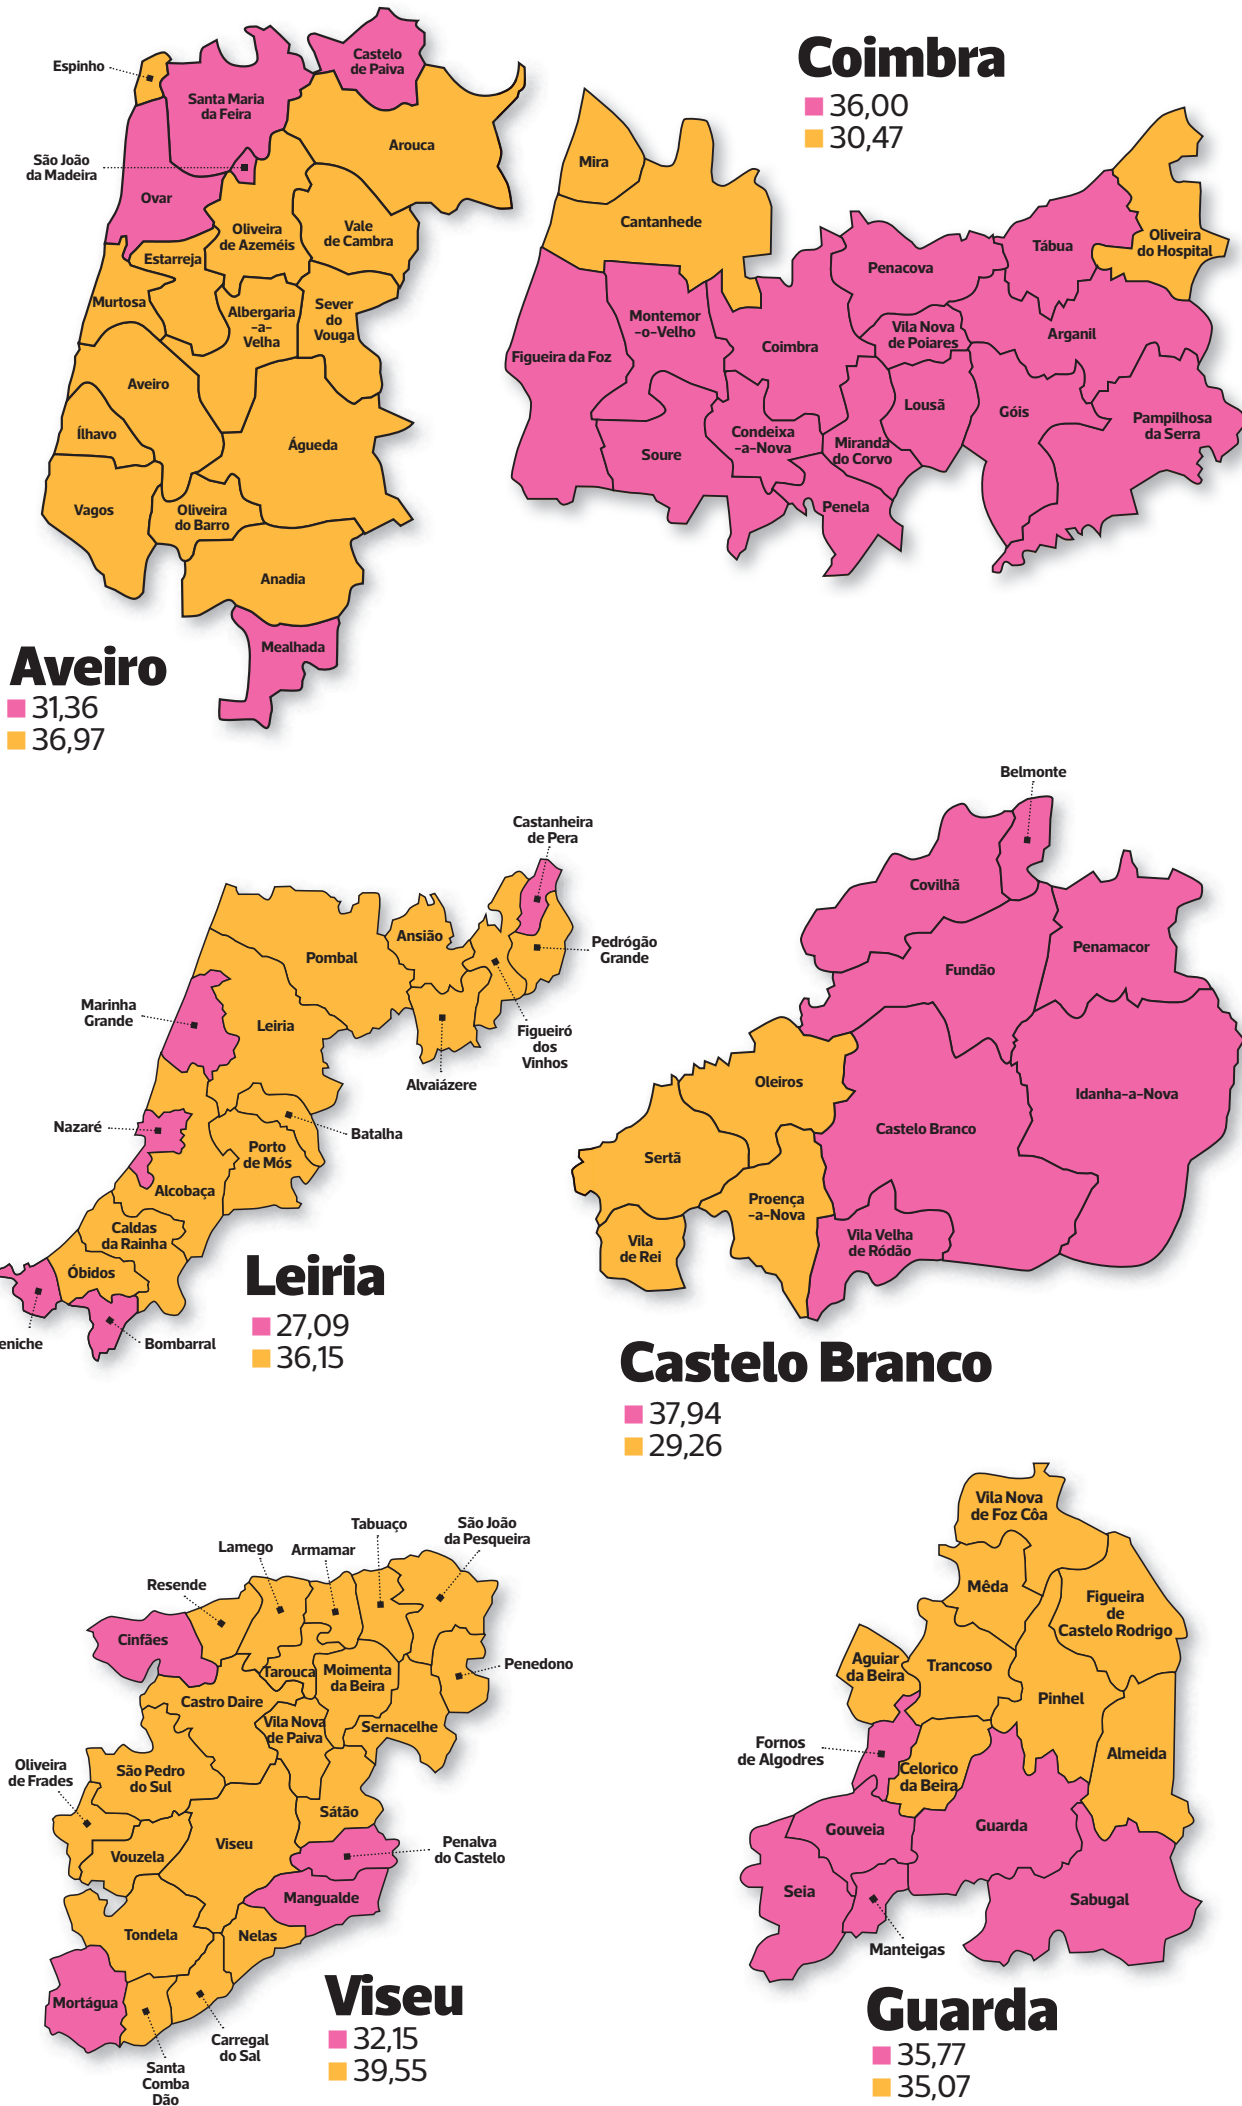 Espinho
Castelo
de Paiva
Santa Maria
da Feira
Arouca
São João
da Madeira
Ovar
Oliveira
de Azeméis
Vale
de Cambra
Estarreja
Murtosa
Albergaria
-a-
Velha
Sever
do
Vouga
Aveiro
Ílhavo
Águeda
Vagos
Oliveira
do Barro
Anadia
Mealhada
Aveiro
31,36
36,97
Coimbra
36,00
30,47
Mira
Cantanhede
Oliveira
do Hospital
Tábua
Penacova
Montemor
-o-Velho
Vila Nova
de Poiares
Arganil
Coimbra
Figueira da Foz
Lousã
Góis
Pampilhosa
da Serra
Condeixa
-a-Nova
Miranda
do Corvo
Soure
Penela
Castanheira
de Pera
Ansião
Pombal
Pedrógão
Grande
Marinha
Grande
Leiria
Figueiró
dos
Vinhos
Alvaiázere
Nazaré
Batalha
Porto
de Mós
Alcobaça
Caldas
da Rainha
Óbidos
eniche
Bombarral
Leiria
27,09
36,15
Belmonte
Covilhã
Penamacor
Fundão
Oleiros
Idanha-a-Nova
Castelo Branco
Sertã
Proença
-a-Nova
Vila
de Rei
Vila Velha
de Ródão
Castelo Branco
37,94
29,26
Tabuaço
São João
da Pesqueira
Lamego
Armamar
Resende
Cinfães
Tarouca
Moimenta
da Beira
Penedono
Castro Daire
Vila Nova
de Paiva
Sernacelhe
Oliveira
de Frades
São Pedro
do Sul
Sátão
Viseu
Vouzela
Penalva
do Castelo
Mangualde
Tondela
Nelas
Mortágua
Carregal
do Sal
Santa
Comba
Dão
Viseu
32,15
39,55
Vila Nova
de Foz Côa
Mêda
Figueira
de
Castelo Rodrigo
Aguiar
da Beira
Trancoso
Pinhel
Fornos
de Algodres
Celorico
da Beira
Almeida
Gouveia
Guarda
Seia
Sabugal
Manteigas
Guarda
35,77
35,07